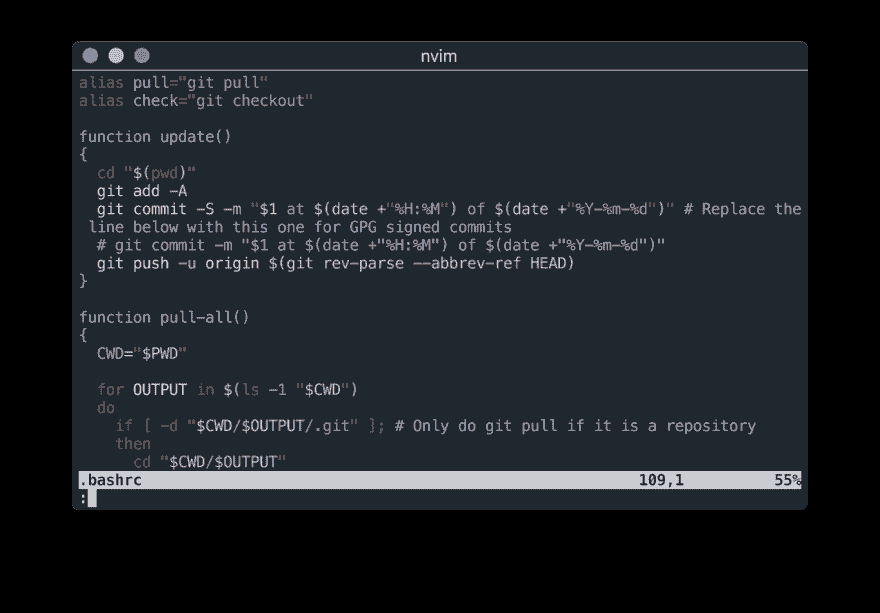 nvim
alias pull="git pull"
alias check="git checkout"
function update()
{
cd "$(pwd)"
git add -A
git commit -S -m "$1 at $(date +"%H:%M") of $(date +"%Y-%m-%d")" # Replace the
line below with this one for GPG signed commits
# git commit -m "$1 at $(date +"%H:%M") of $(date +"%Y-%m-%d")"
git push -u origin $(git rev-parse --abbrev-ref HEAD)
}
function pull-all()
{
CWD="$PWD"
for OUTPUT in $(ls -1 "$CWD")
do
if [ -d "$CWD/$OUTPUT/.git" ]; # Only do git pull if it is a repository
then
cd "$CWD/$OUTPUT"
.bashrc 109,1 55%
: